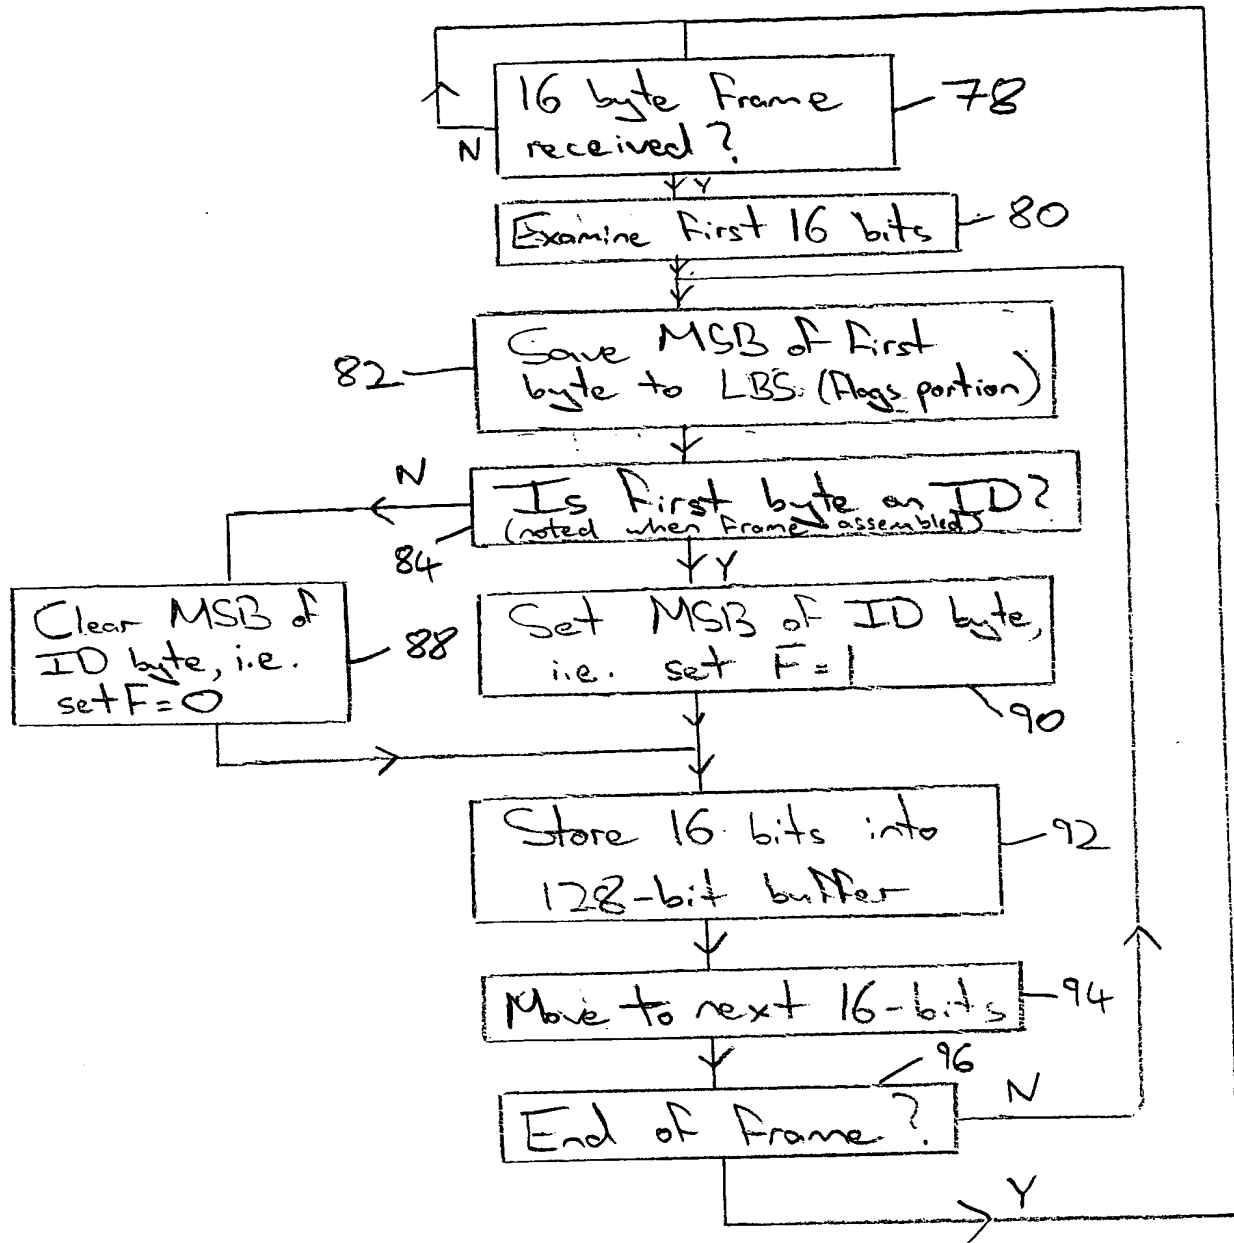 16 byte frame
received?
78
N
Y
Examine first 16 bits
80
Save MSB of first
byte to LBS (flags portion)
82
N
Is first byte an ID?
(noted when frame assembled)
84
Y
Clear MSB of
ID byte, i.e.
set F=0
88
Set MSB of ID byte,
i.e. set F=1
90
Store 16 bits into
128-bit buffer
92
Move to next 16-bits
94
96
End of frame?
N
Y